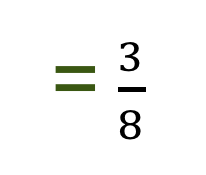 = 3/8